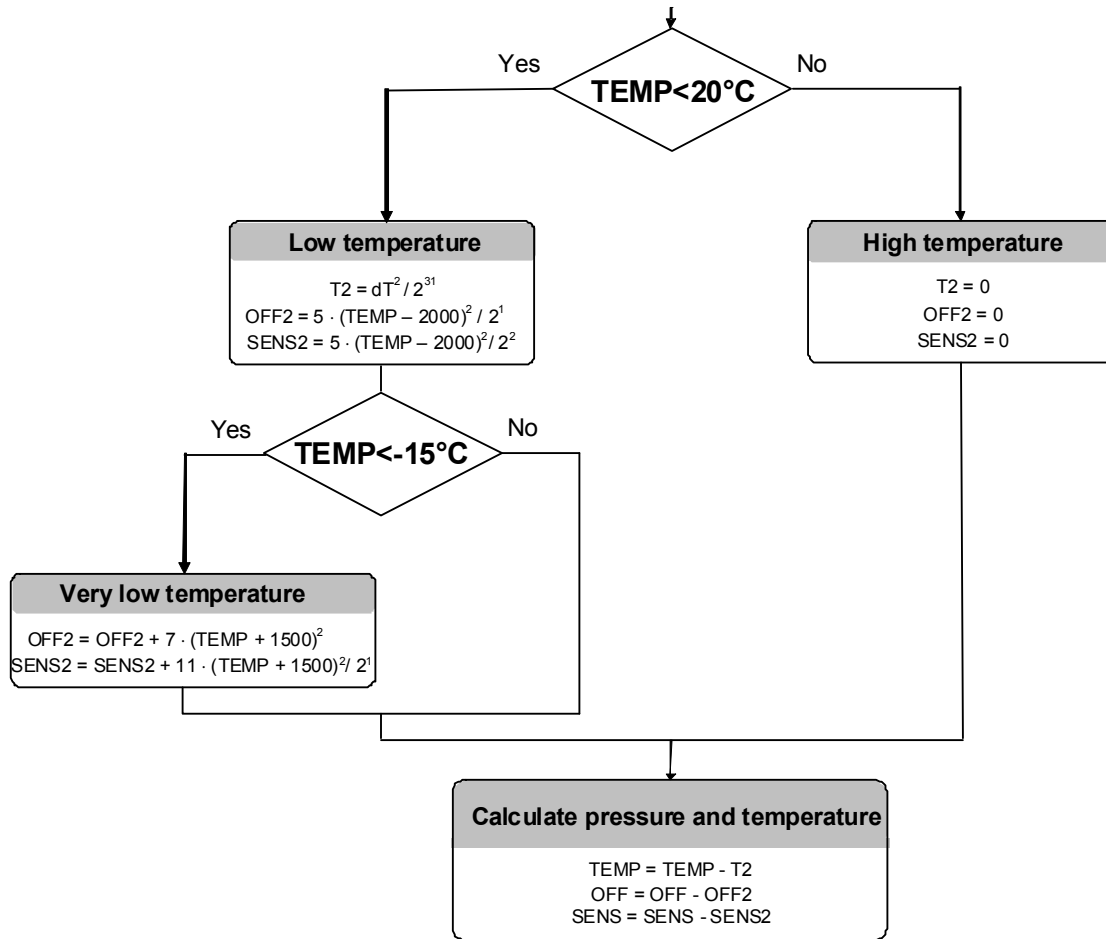 TEMP<20°C
Yes
No
Low temperature
T2 = dT² / 2³¹
OFF2 = 5 · (TEMP – 2000)² / 2¹
SENS2 = 5 · (TEMP – 2000)² / 2²
High temperature
T2 = 0
OFF2 = 0
SENS2 = 0
Yes
No
TEMP<-15°C
Very low temperature
OFF2 = OFF2 + 7 · (TEMP + 1500)²
SENS2 = SENS2 + 11 · (TEMP + 1500)² / 2¹
Calculate pressure and temperature
TEMP = TEMP - T2
OFF = OFF - OFF2
SENS = SENS - SENS2